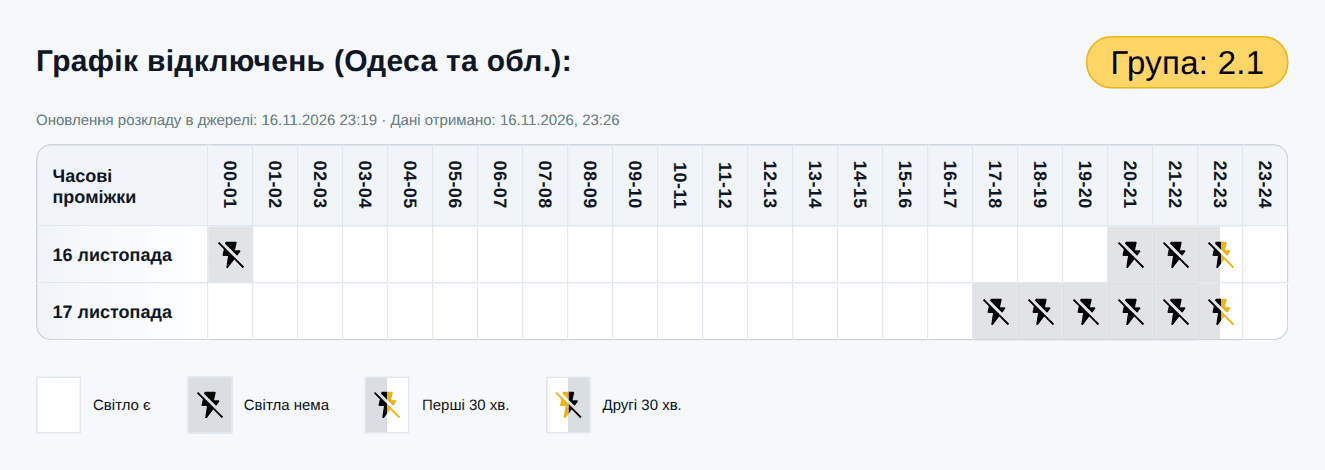 Графік відключень (Одеса та обл.):
Група: 2.1
Оновлення розкладу в джерелі: 16.11.2026 23:19 · Дані отримано: 16.11.2026, 23:26
Часові
проміжки
00-01 01-02 02-03 03-04 04-05 05-06 06-07 07-08 08-09 09-10 10-11 11-12 12-13 13-14 14-15 15-16 16-17 17-18 18-19 19-20 20-21 21-22 22-23 23-24
16 листопада
17 листопада
Світло є Світла нема Перші 30 хв. Другі 30 хв.